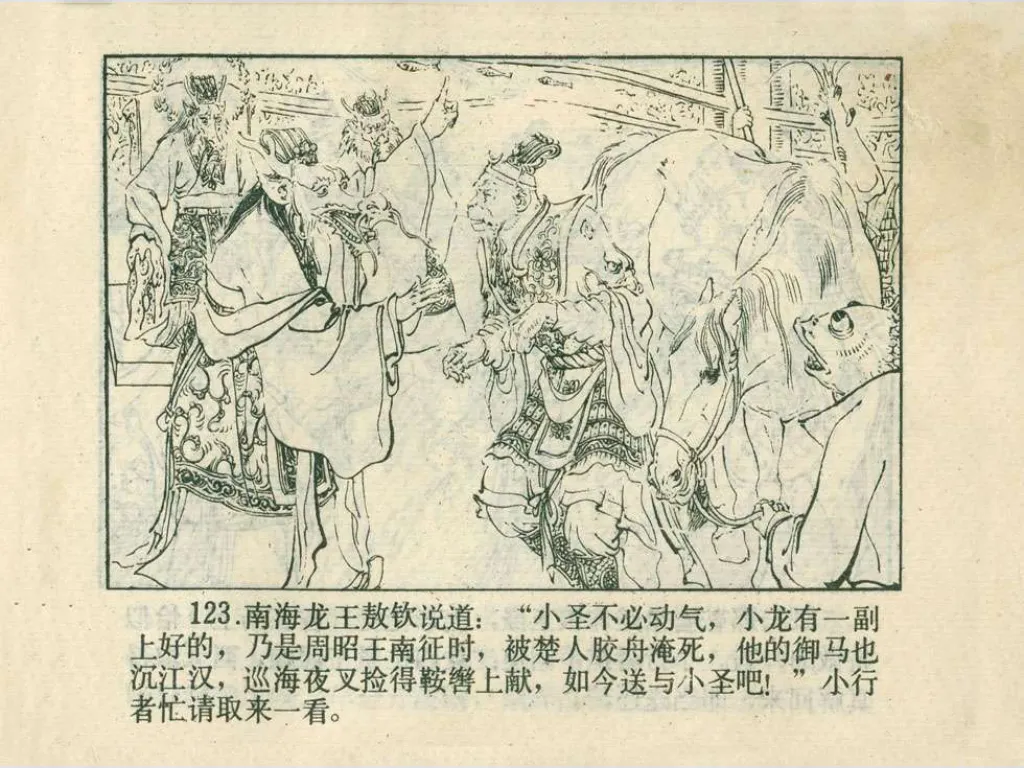 123.南海龙王敖钦说道：“小圣不必动气，小龙有一副
上好的，乃是周昭王南征时，被楚人胶舟淹死，他的御马也
沉江汉，巡海夜叉捡得鞍辔上献，如今送与小圣吧！”小行
者忙请取来一看。